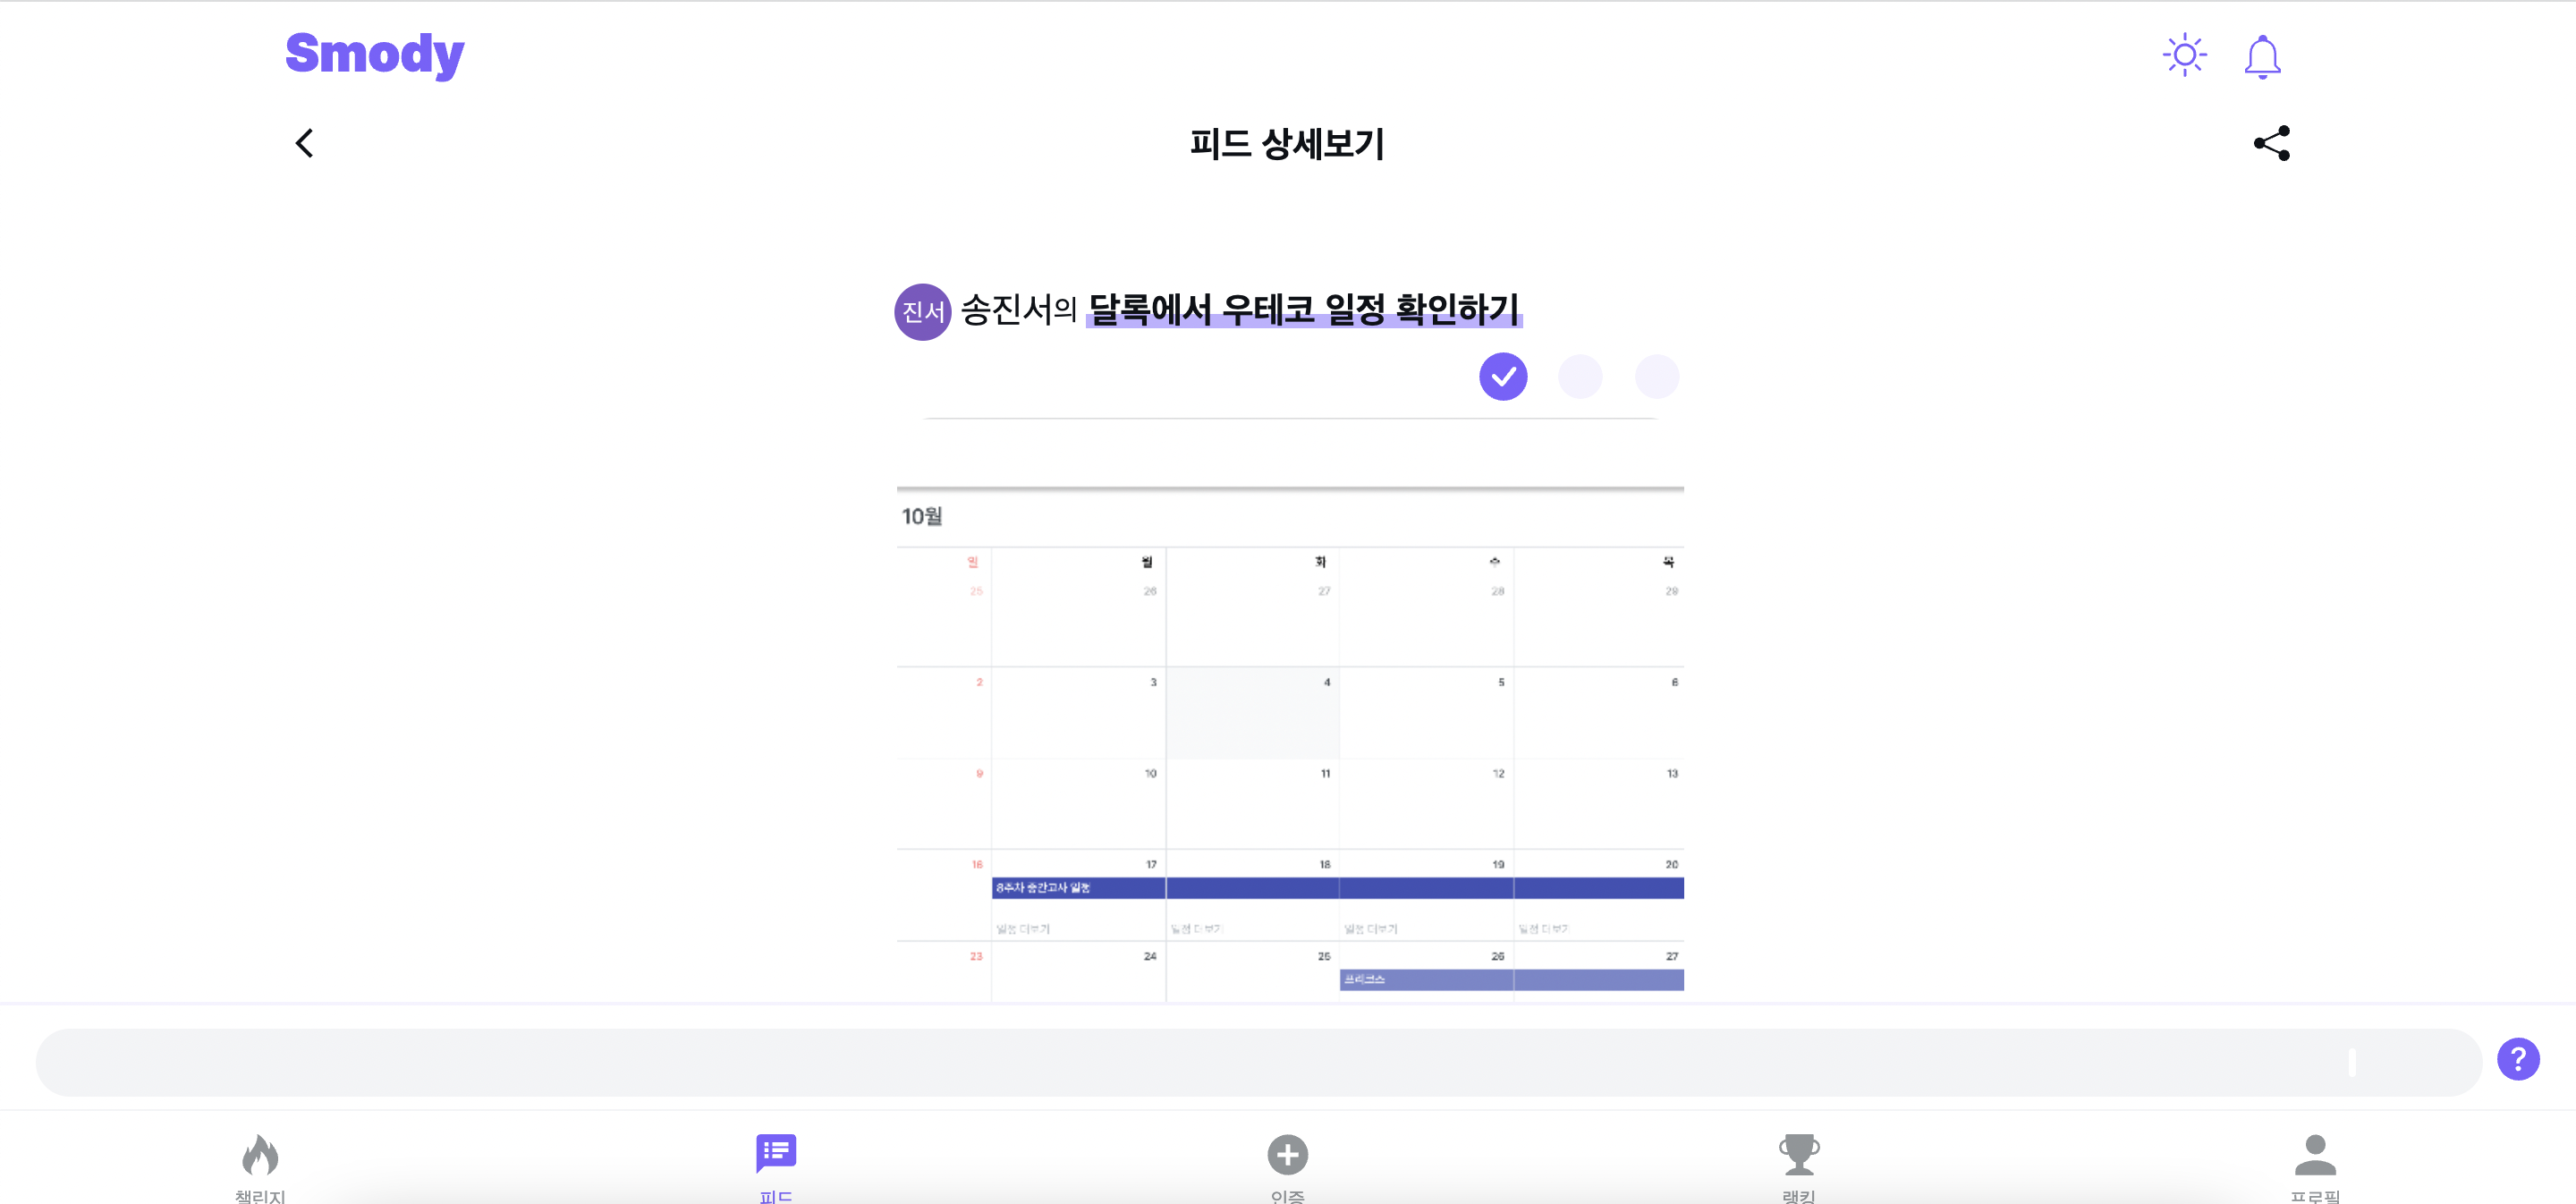 Smody
피드 상세보기
진서 송진서의 달록에서 우테코 일정 확인하기
10월
일 월 화 수 목
25 26 27 28 29
2 3 4 5 6
9 10 11 12 13
16 17 18 19 20
8주차 중간고사 일정
일정 더보기 일정 더보기 일정 더보기 일정 더보기
23 24 25 26 27
프리코스
?
챌린지 피드 인증 랭킹 프로필